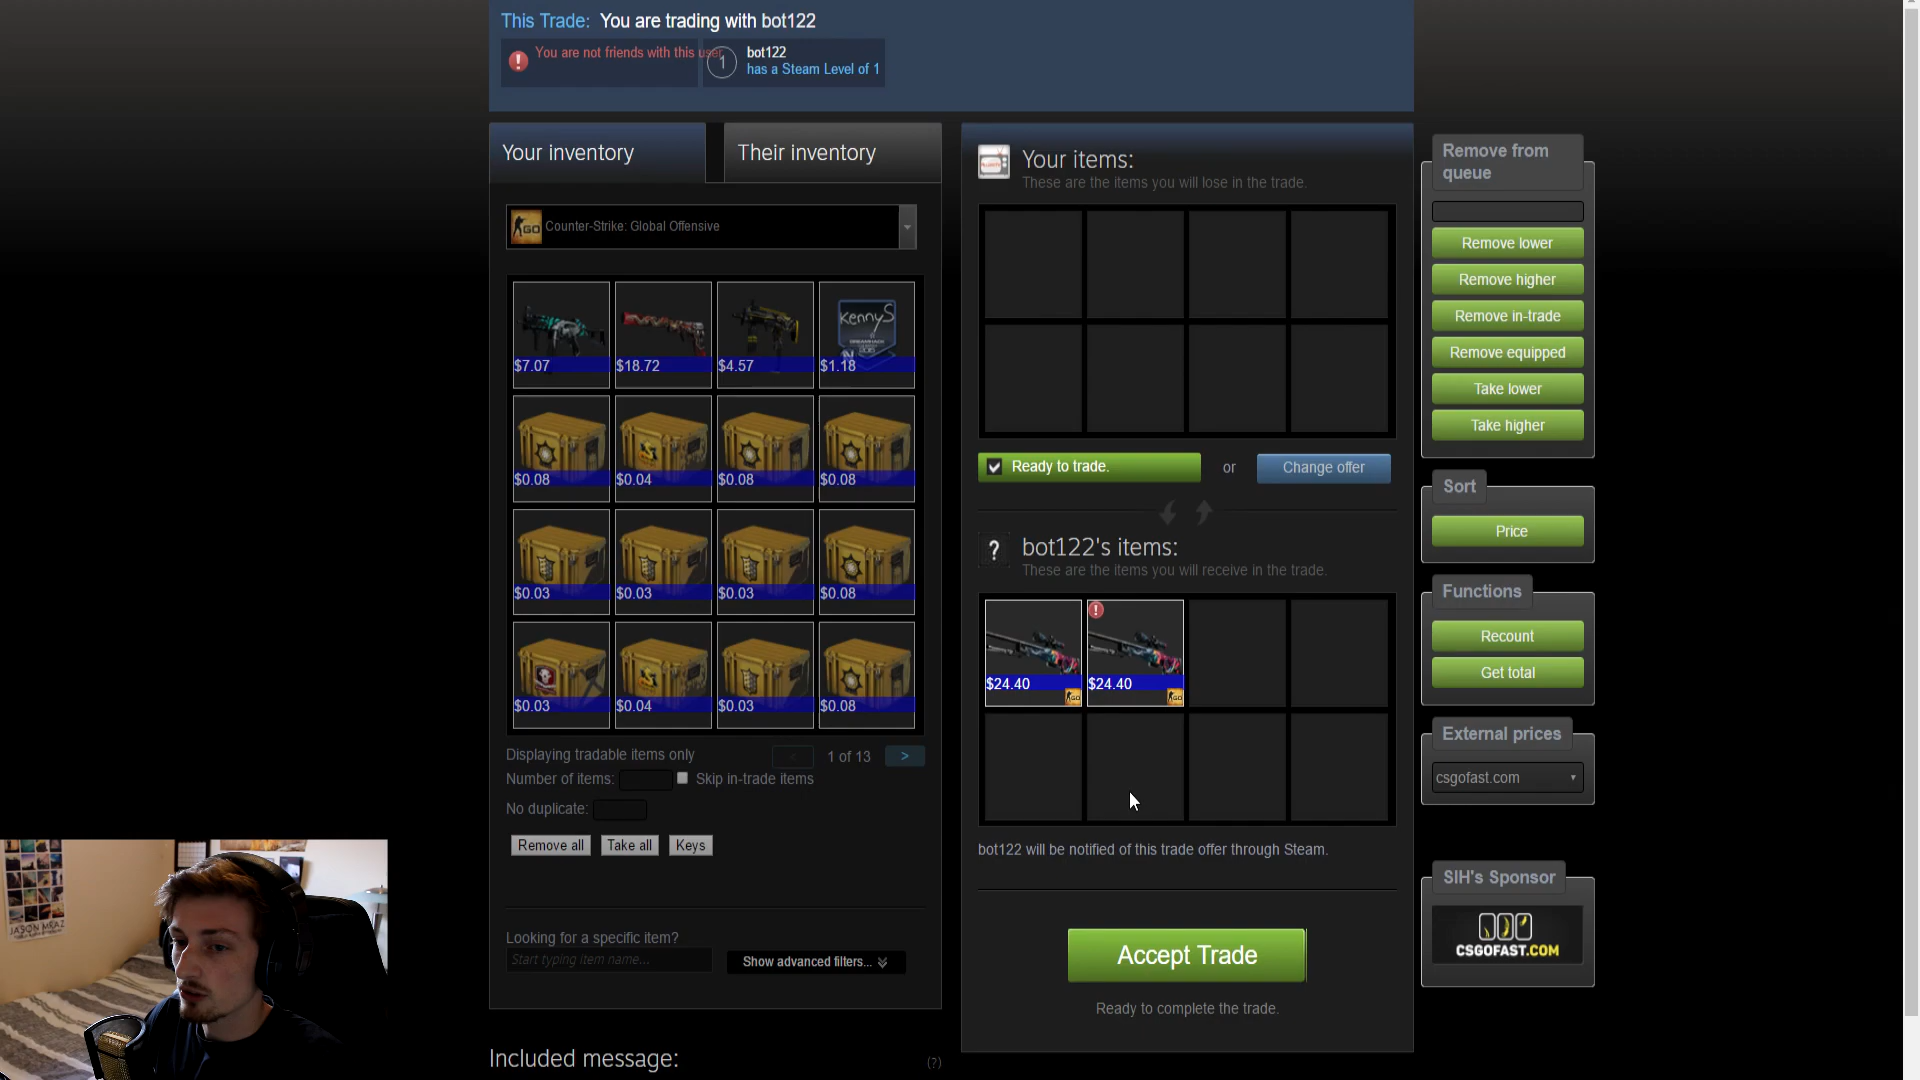 This Trade: You are trading with bot122
You are not friends with this user
1
bot122
has a Steam Level of 1
Your inventory
Their inventory
Counter-Strike: Global Offensive
$7.07
$18.72
$4.57
KennyS
$1.18
$0.08
$0.04
$0.08
$0.08
$0.03
$0.03
$0.03
$0.08
$0.03
$0.04
$0.03
$0.08
Displaying tradable items only
1 of 13
>
Number of items:
Skip in-trade items
No duplicate:
Remove all
Take all
Keys
Looking for a specific item?
Start typing item name...
Show advanced filters...
Included message:
(?)
Your items:
These are the items you will lose in the trade.
Ready to trade.
or
Change offer
?
bot122's items:
These are the items you will receive in the trade.
$24.40
$24.40
bot122 will be notified of this trade offer through Steam.
Accept Trade
Ready to complete the trade.
Remove from
queue
Remove lower
Remove higher
Remove in-trade
Remove equipped
Take lower
Take higher
Sort
Price
Functions
Recount
Get total
External prices
csgofast.com
SIH's Sponsor
CSGOFAST.COM
JASON MRAZ